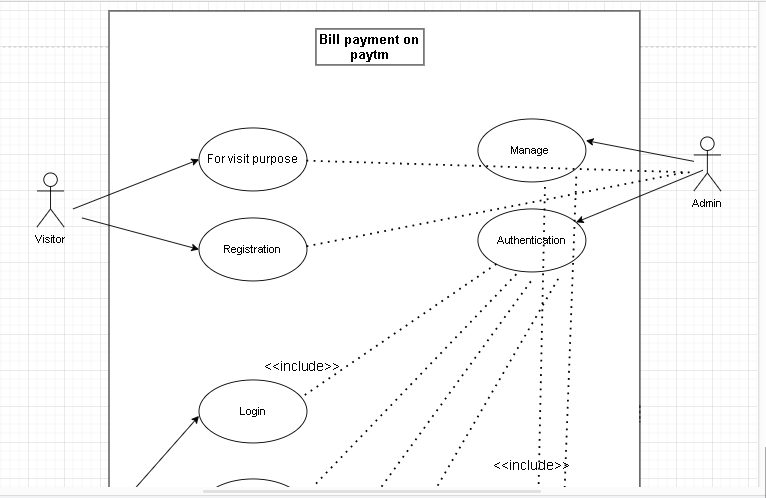 Bill payment on
paytm
For visit purpose
Manage
Visitor
Admin
Registration
Authentication
<<include>>
Login
<<include>>